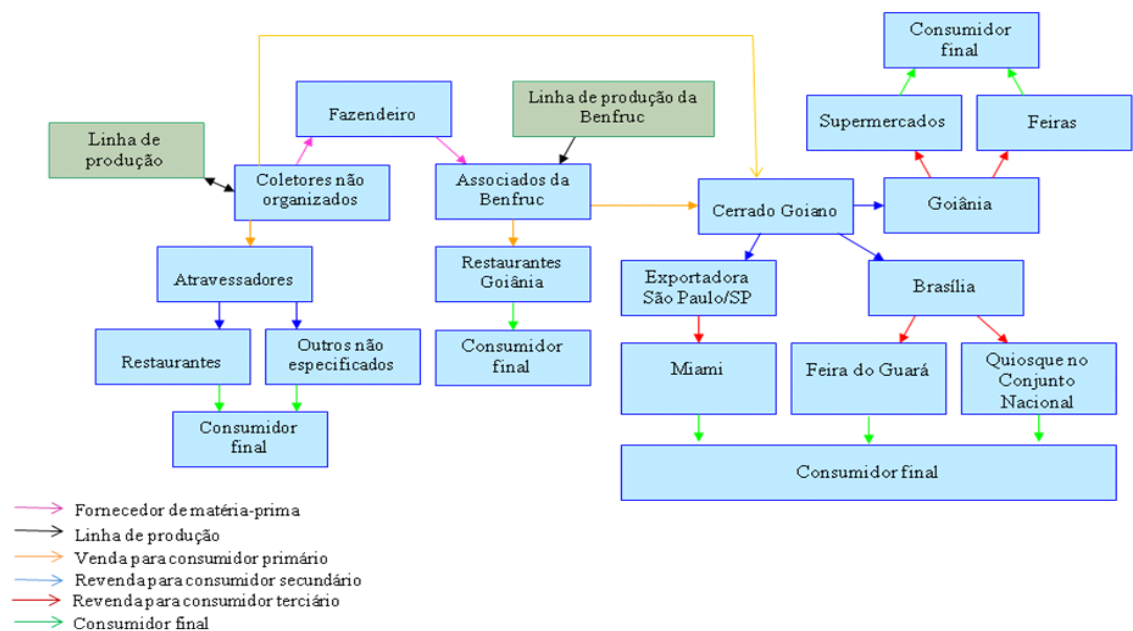 Consumidor
final
Linha de produção da
Benfruc
Fazendeiro
Supermercados
Feiras
Linha de
produção
Coletores não
organizados
Associados da
Benfruc
Cerrado Goiano
Goiânia
Atravessadores
Restaurantes
Goiânia
Exportadora
São Paulo/SP
Brasília
Restaurantes
Outros não
especificados
Consumidor
final
Miami
Feira do Guará
Quiosque no
Conjunto
Nacional
Consumidor
final
Consumidor final
Fornecedor de matéria-prima
Linha de produção
Venda para consumidor primário
Revenda para consumidor secundário
Revenda para consumidor terciário
Consumidor final